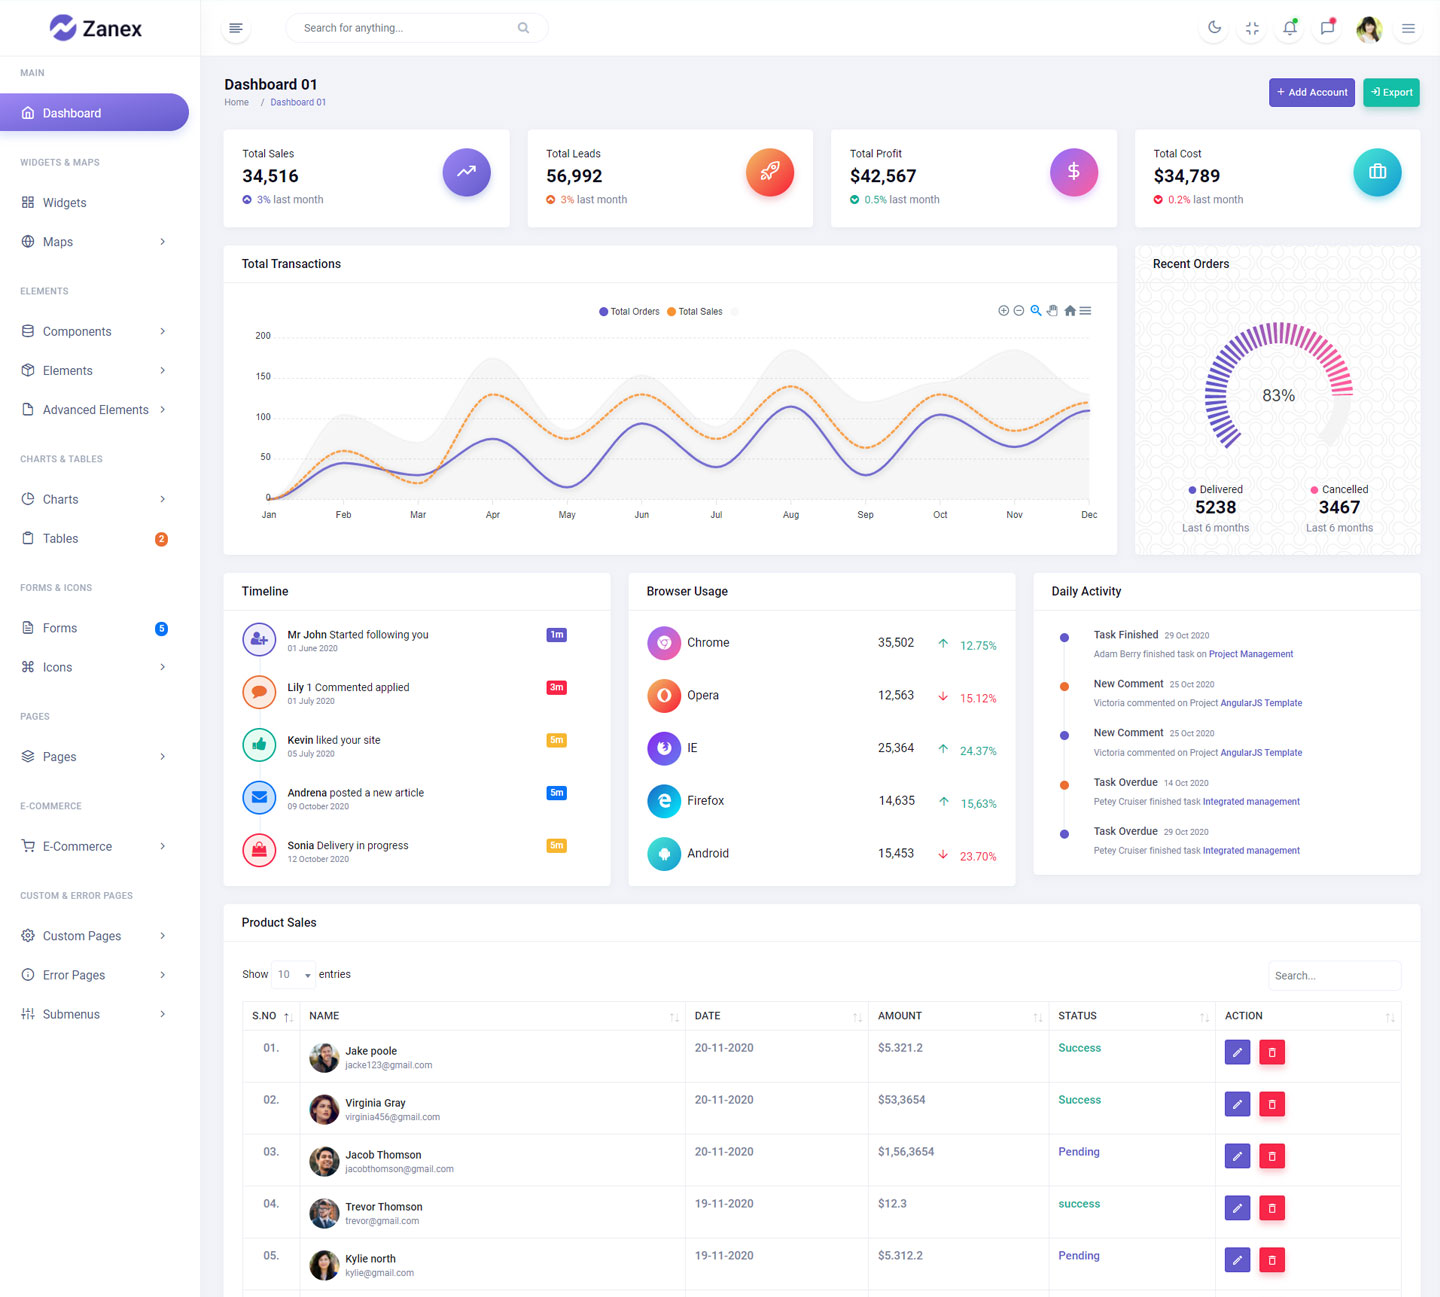 Zanex
Search for anything...
MAIN
Dashboard
WIDGETS & MAPS
Widgets
Maps
ELEMENTS
Components
Elements
Advanced Elements
CHARTS & TABLES
Charts
Tables
2
FORMS & ICONS
Forms
5
Icons
PAGES
Pages
E-COMMERCE
E-Commerce
CUSTOM & ERROR PAGES
Custom Pages
Error Pages
Submenus
Dashboard 01
Home / Dashboard 01
+ Add Account
Export
Total Sales
34,516
3% last month
Total Leads
56,992
3% last month
Total Profit
$42,567
0.5% last month
Total Cost
$34,789
0.2% last month
Total Transactions
Total Orders Total Sales
200
150
100
50
0
Jan Feb Mar Apr May Jun Jul Aug Sep Oct Nov Dec
Recent Orders
83%
Delivered
5238
Last 6 months
Cancelled
3467
Last 6 months
Timeline
Mr John Started following you 1m
01 June 2020
Lily 1 Commented applied 3m
01 July 2020
Kevin liked your site 5m
05 July 2020
Andrena posted a new article 5m
09 October 2020
Sonia Delivery in progress 5m
12 October 2020
Browser Usage
Chrome 35,502 12.75%
Opera 12,563 15.12%
IE 25,364 24.37%
Firefox 14,635 15,63%
Android 15,453 23.70%
Daily Activity
Task Finished 29 Oct 2020
Adam Berry finished task on Project Management
New Comment 25 Oct 2020
Victoria commented on Project AngularJS Template
New Comment 25 Oct 2020
Victoria commented on Project AngularJS Template
Task Overdue 14 Oct 2020
Petey Cruiser finished task Integrated management
Task Overdue 29 Oct 2020
Petey Cruiser finished task Integrated management
Product Sales
Show 10 entries
Search...
S.NO NAME DATE AMOUNT STATUS ACTION
01. Jake poole 20-11-2020 $5.321.2 Success
jacke123@gmail.com
02. Virginia Gray 20-11-2020 $53,3654 Success
virginia456@gmail.com
03. Jacob Thomson 20-11-2020 $1,56,3654 Pending
jacobthomson@gmail.com
04. Trevor Thomson 19-11-2020 $12.3 success
trevor@gmail.com
05. Kylie north 19-11-2020 $5.312.2 Pending
kylie@gmail.com